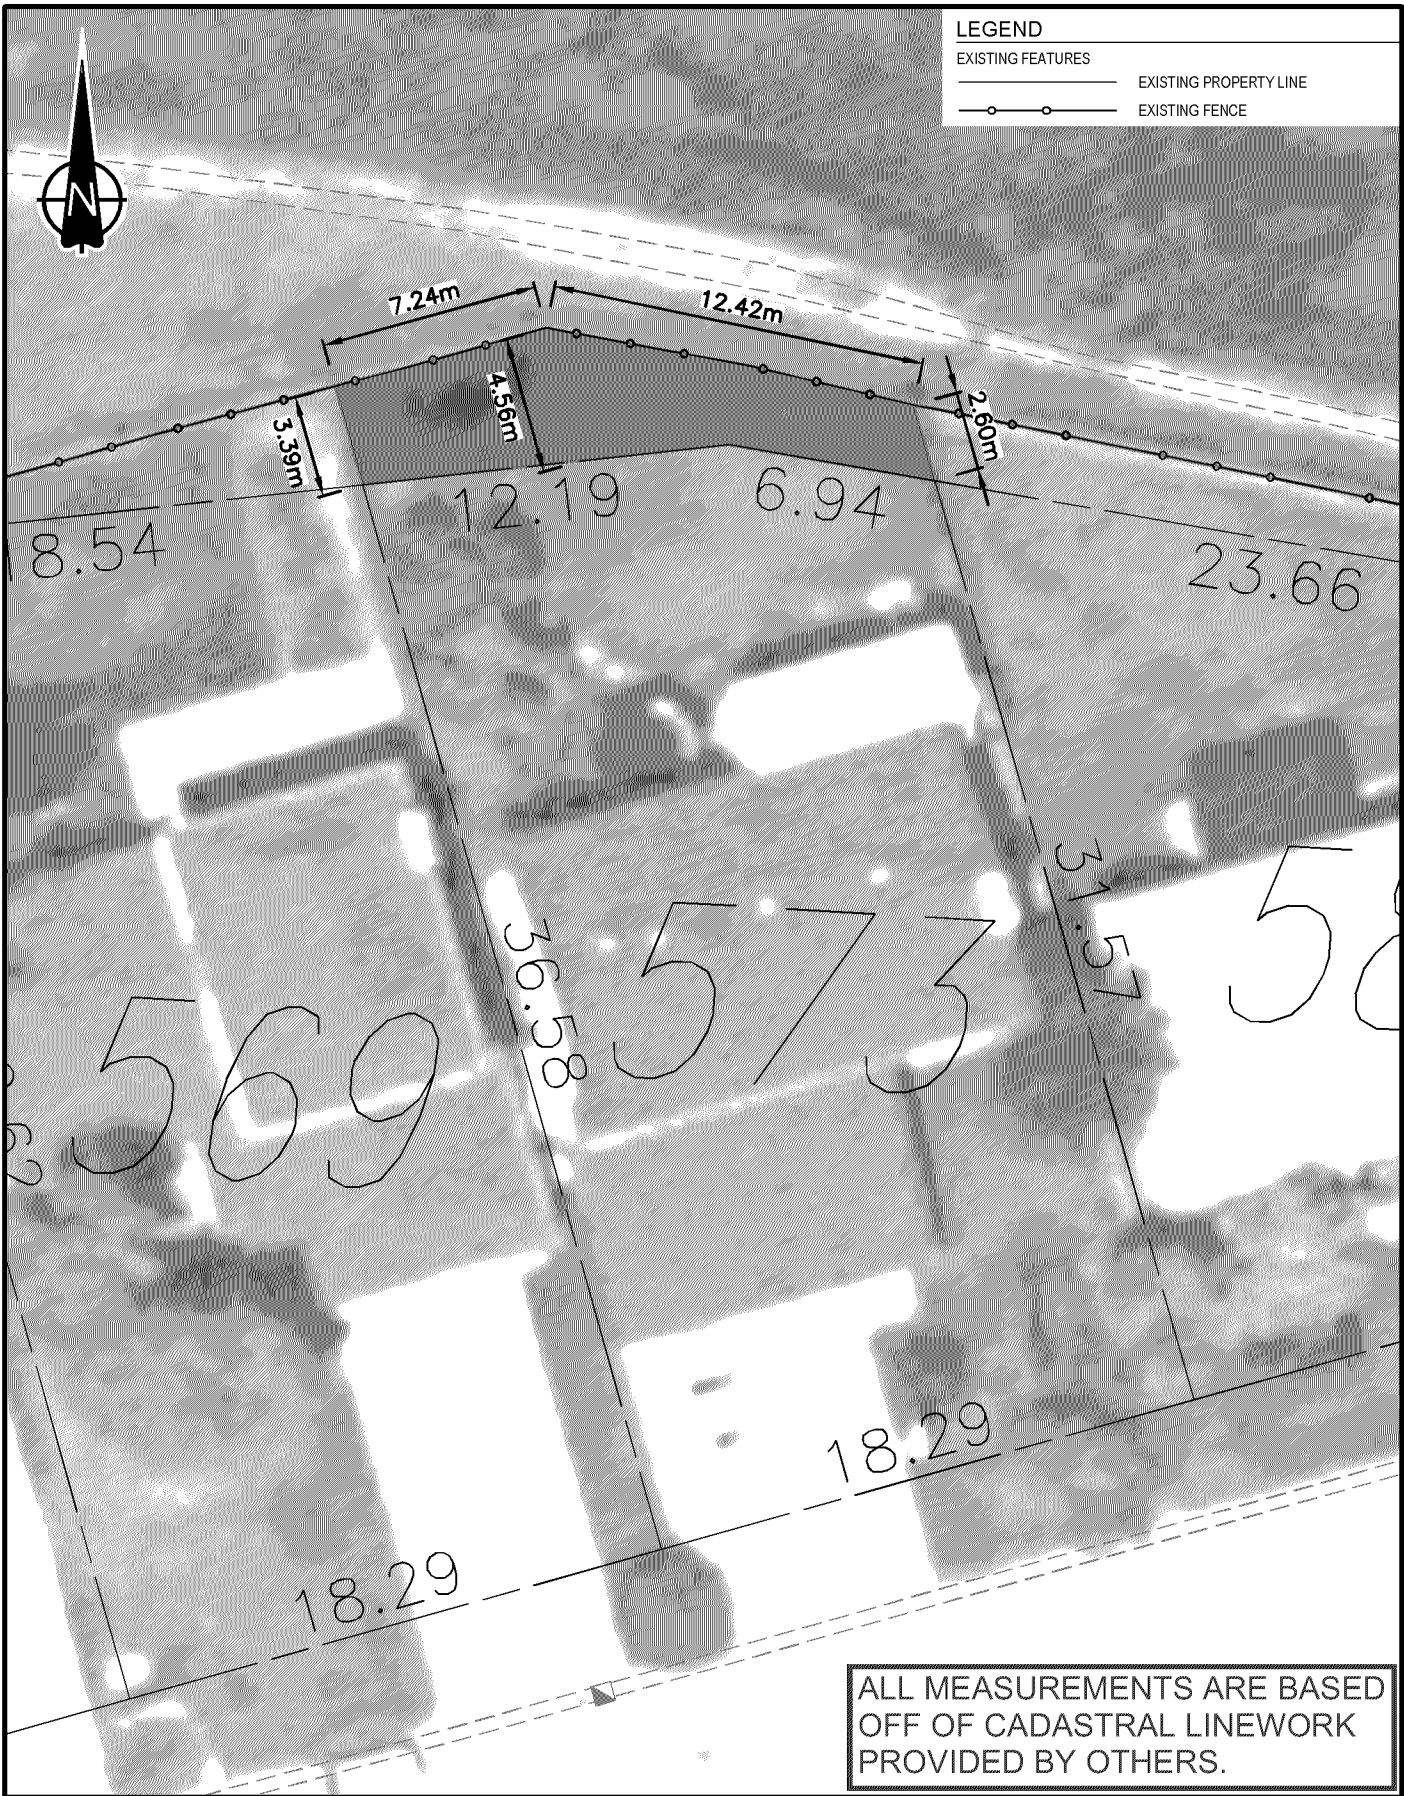 LEGEND
EXISTING FEATURES
EXISTING PROPERTY LINE
EXISTING FENCE
N
7.24m
12.42m
4.56m
2.60m
3.39m
12.19
6.94
8.54
23.66
31.57
36.58
573
58
569
18.29
18.29
ALL MEASUREMENTS ARE BASED
OFF OF CADASTRAL LINEWORK
PROVIDED BY OTHERS.